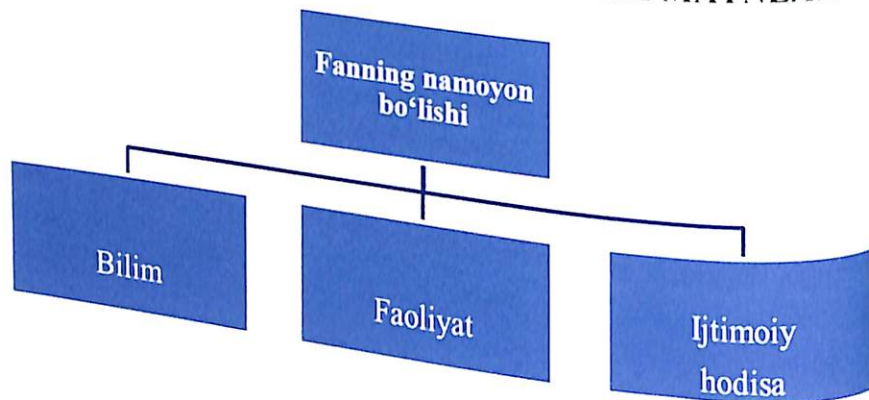 Fanning namoyon
bo‘lishi
Bilim
Faoliyat
Ijtimoiy
hodisa